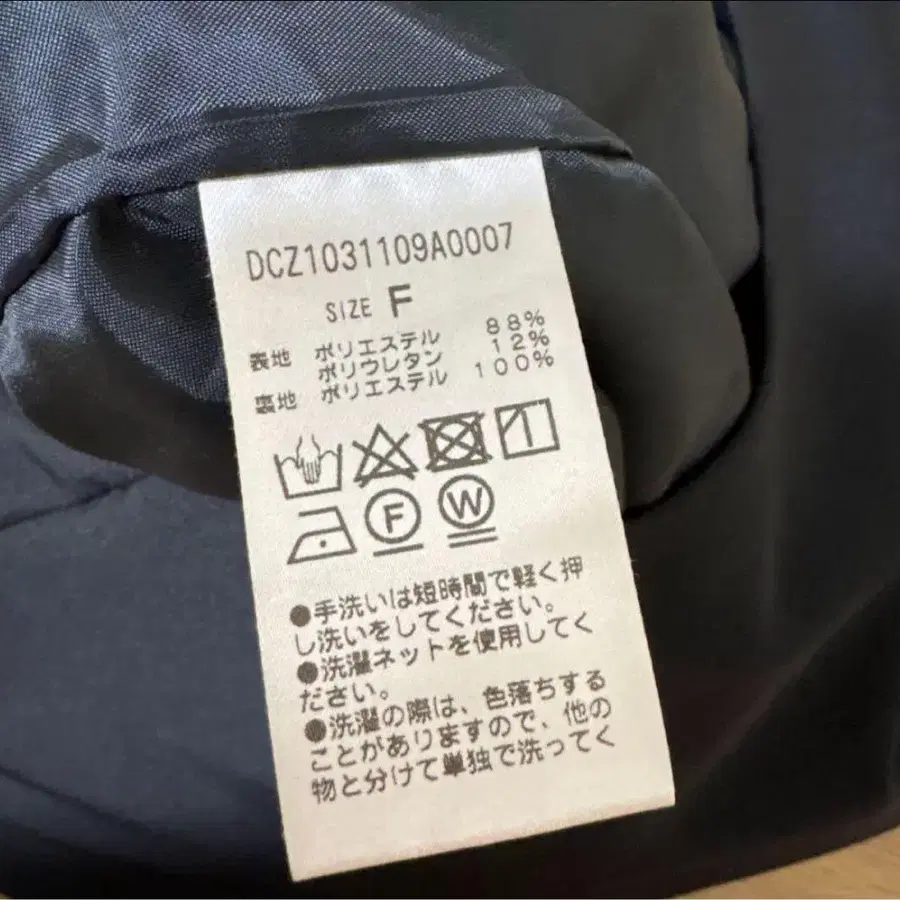 DCZ1031109A0007
SIZE F
表地 ポリエステル 88%
ポリウレタン 12%
裏地 ポリエステル 100%
F W
●手洗いは短時間で軽く押
し洗いをしてください。
●洗濯ネットを使用してく
ださい。
●洗濯の際は、色落ちする
ことがありますので、他の
物と分けて単独で洗ってく